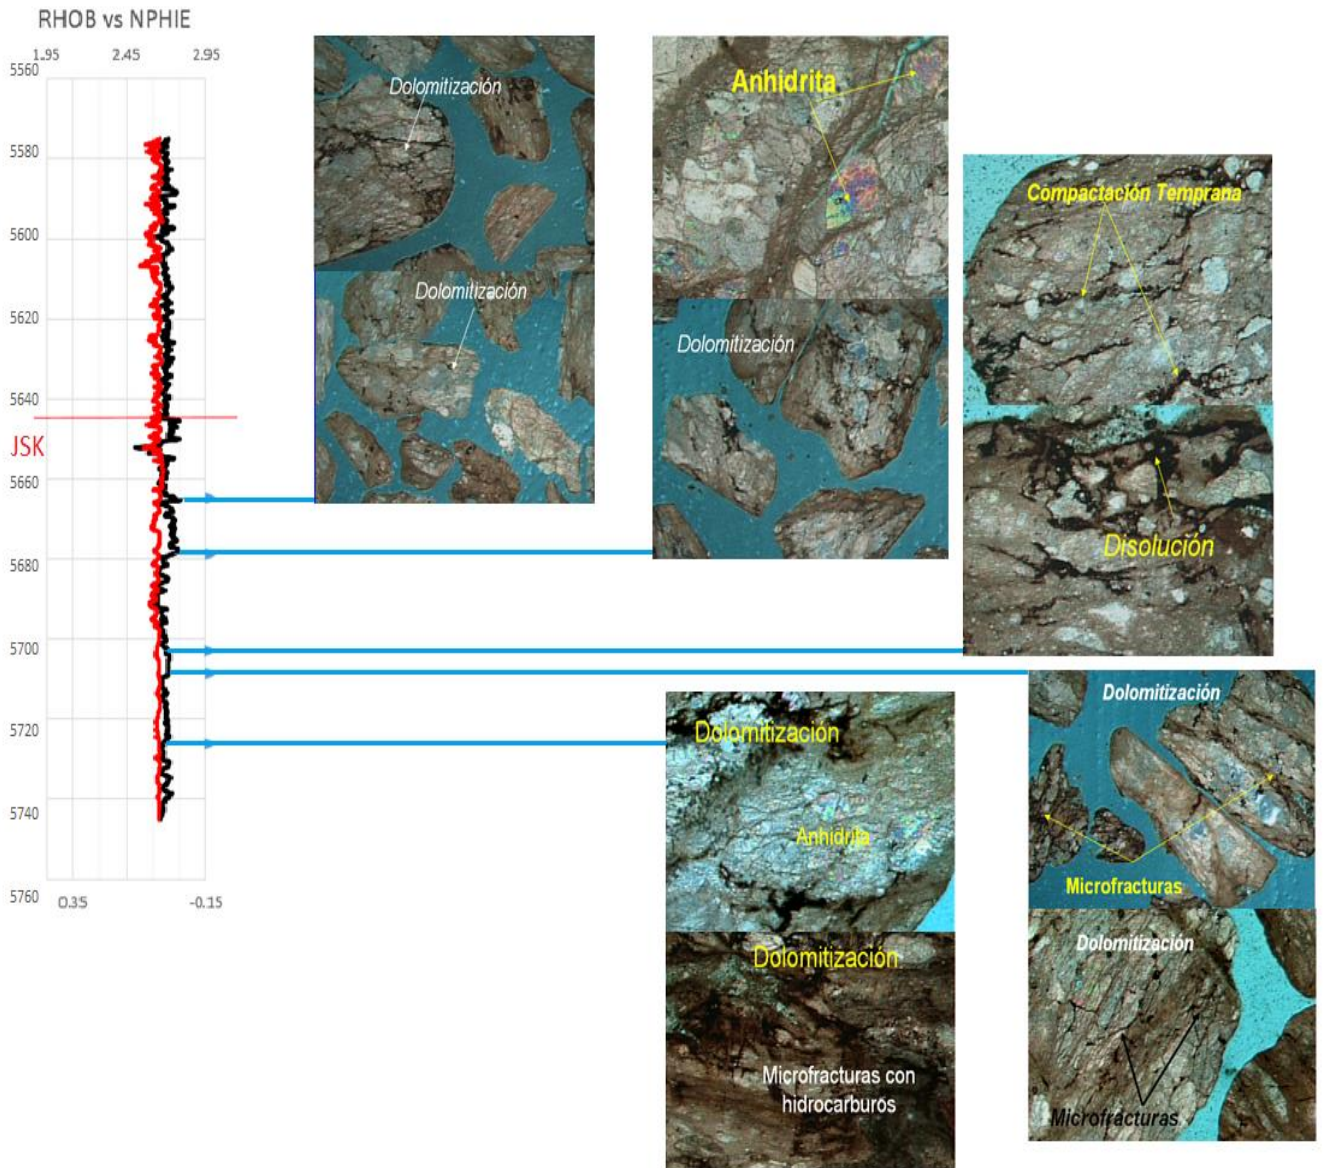 RHOB vs NPHIE
1.95 2.45 2.95
5560
5580
5600
5620
5640
JSK
5660
5680
5700
5720
5740
5760
0.35 -0.15
Dolomitización
Dolomitización
Anhidrita
Dolomitización
Compactación Temprana
Disolución
Dolomitización
Anhidrita
Dolomitización
Microfracturas con
hidrocarburos
Dolomitización
Microfracturas
Dolomitización
Microfracturas